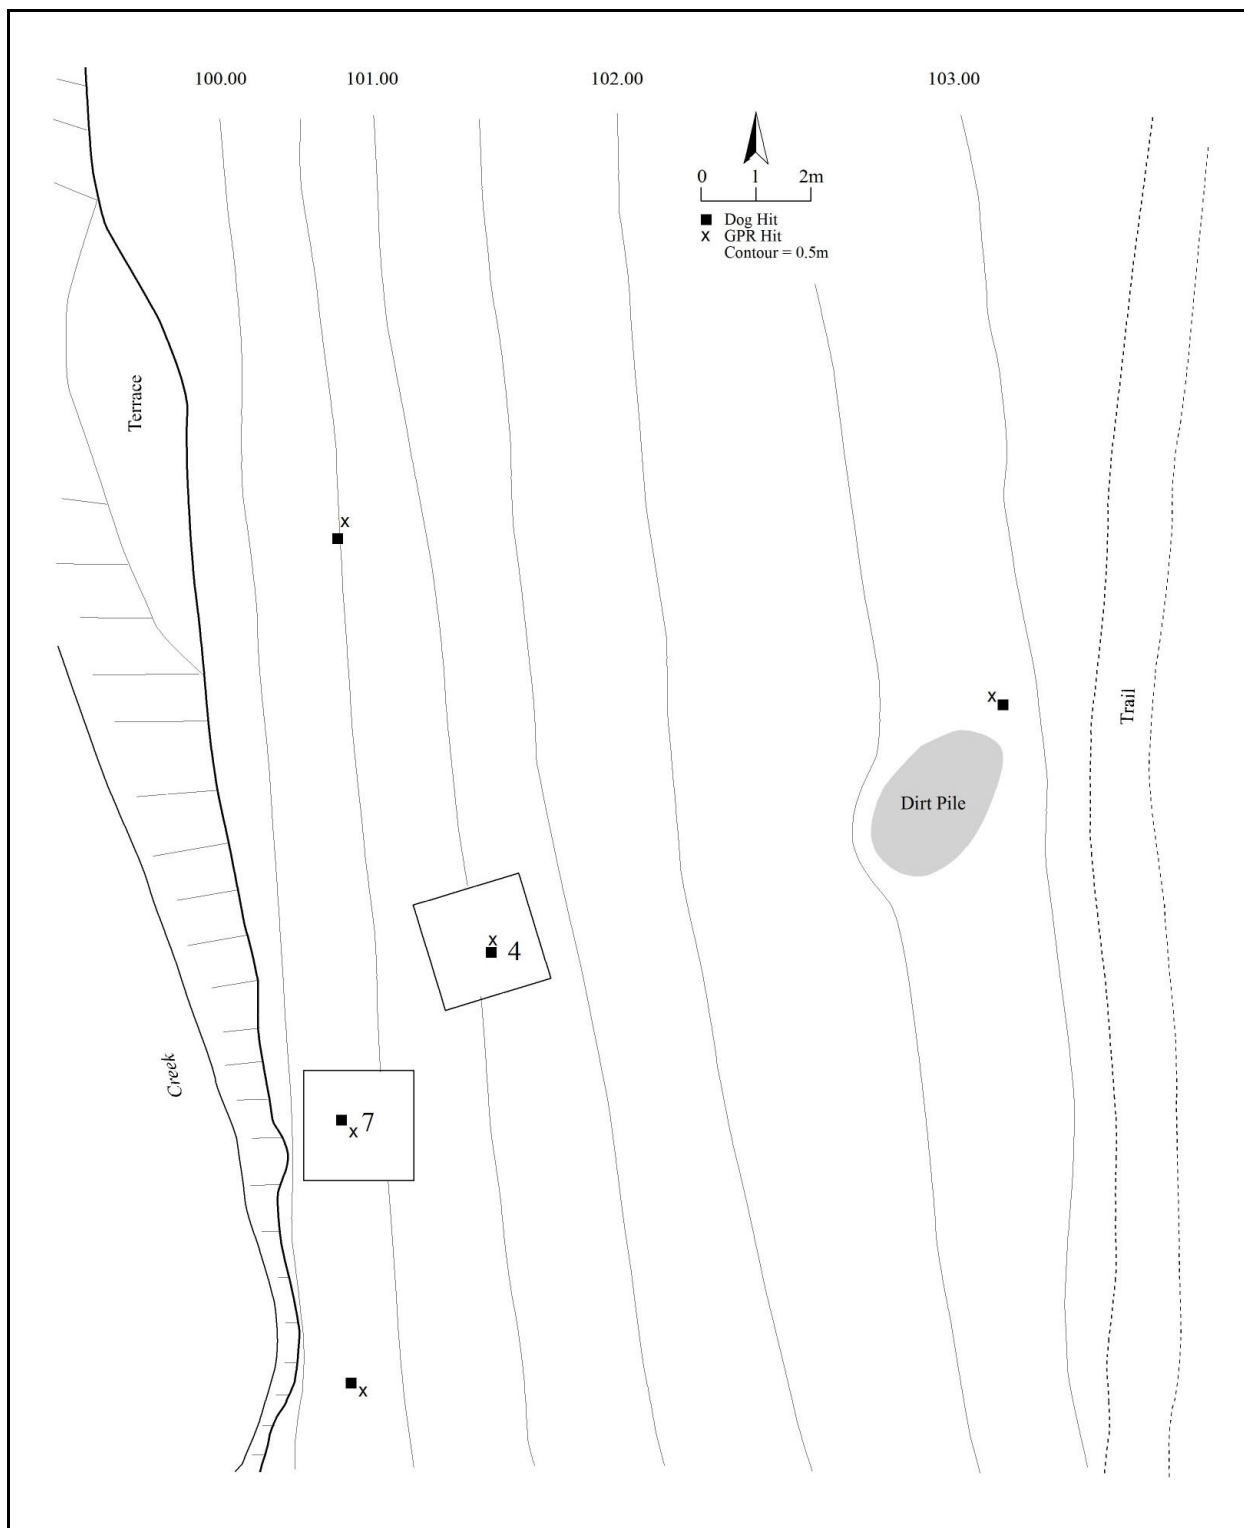 100.00 101.00 102.00 103.00
0 1 2m
Dog Hit
x GPR Hit
Contour = 0.5m
Terrace
x
x
Trail
Dirt Pile
x
4
Creek
7
x
x